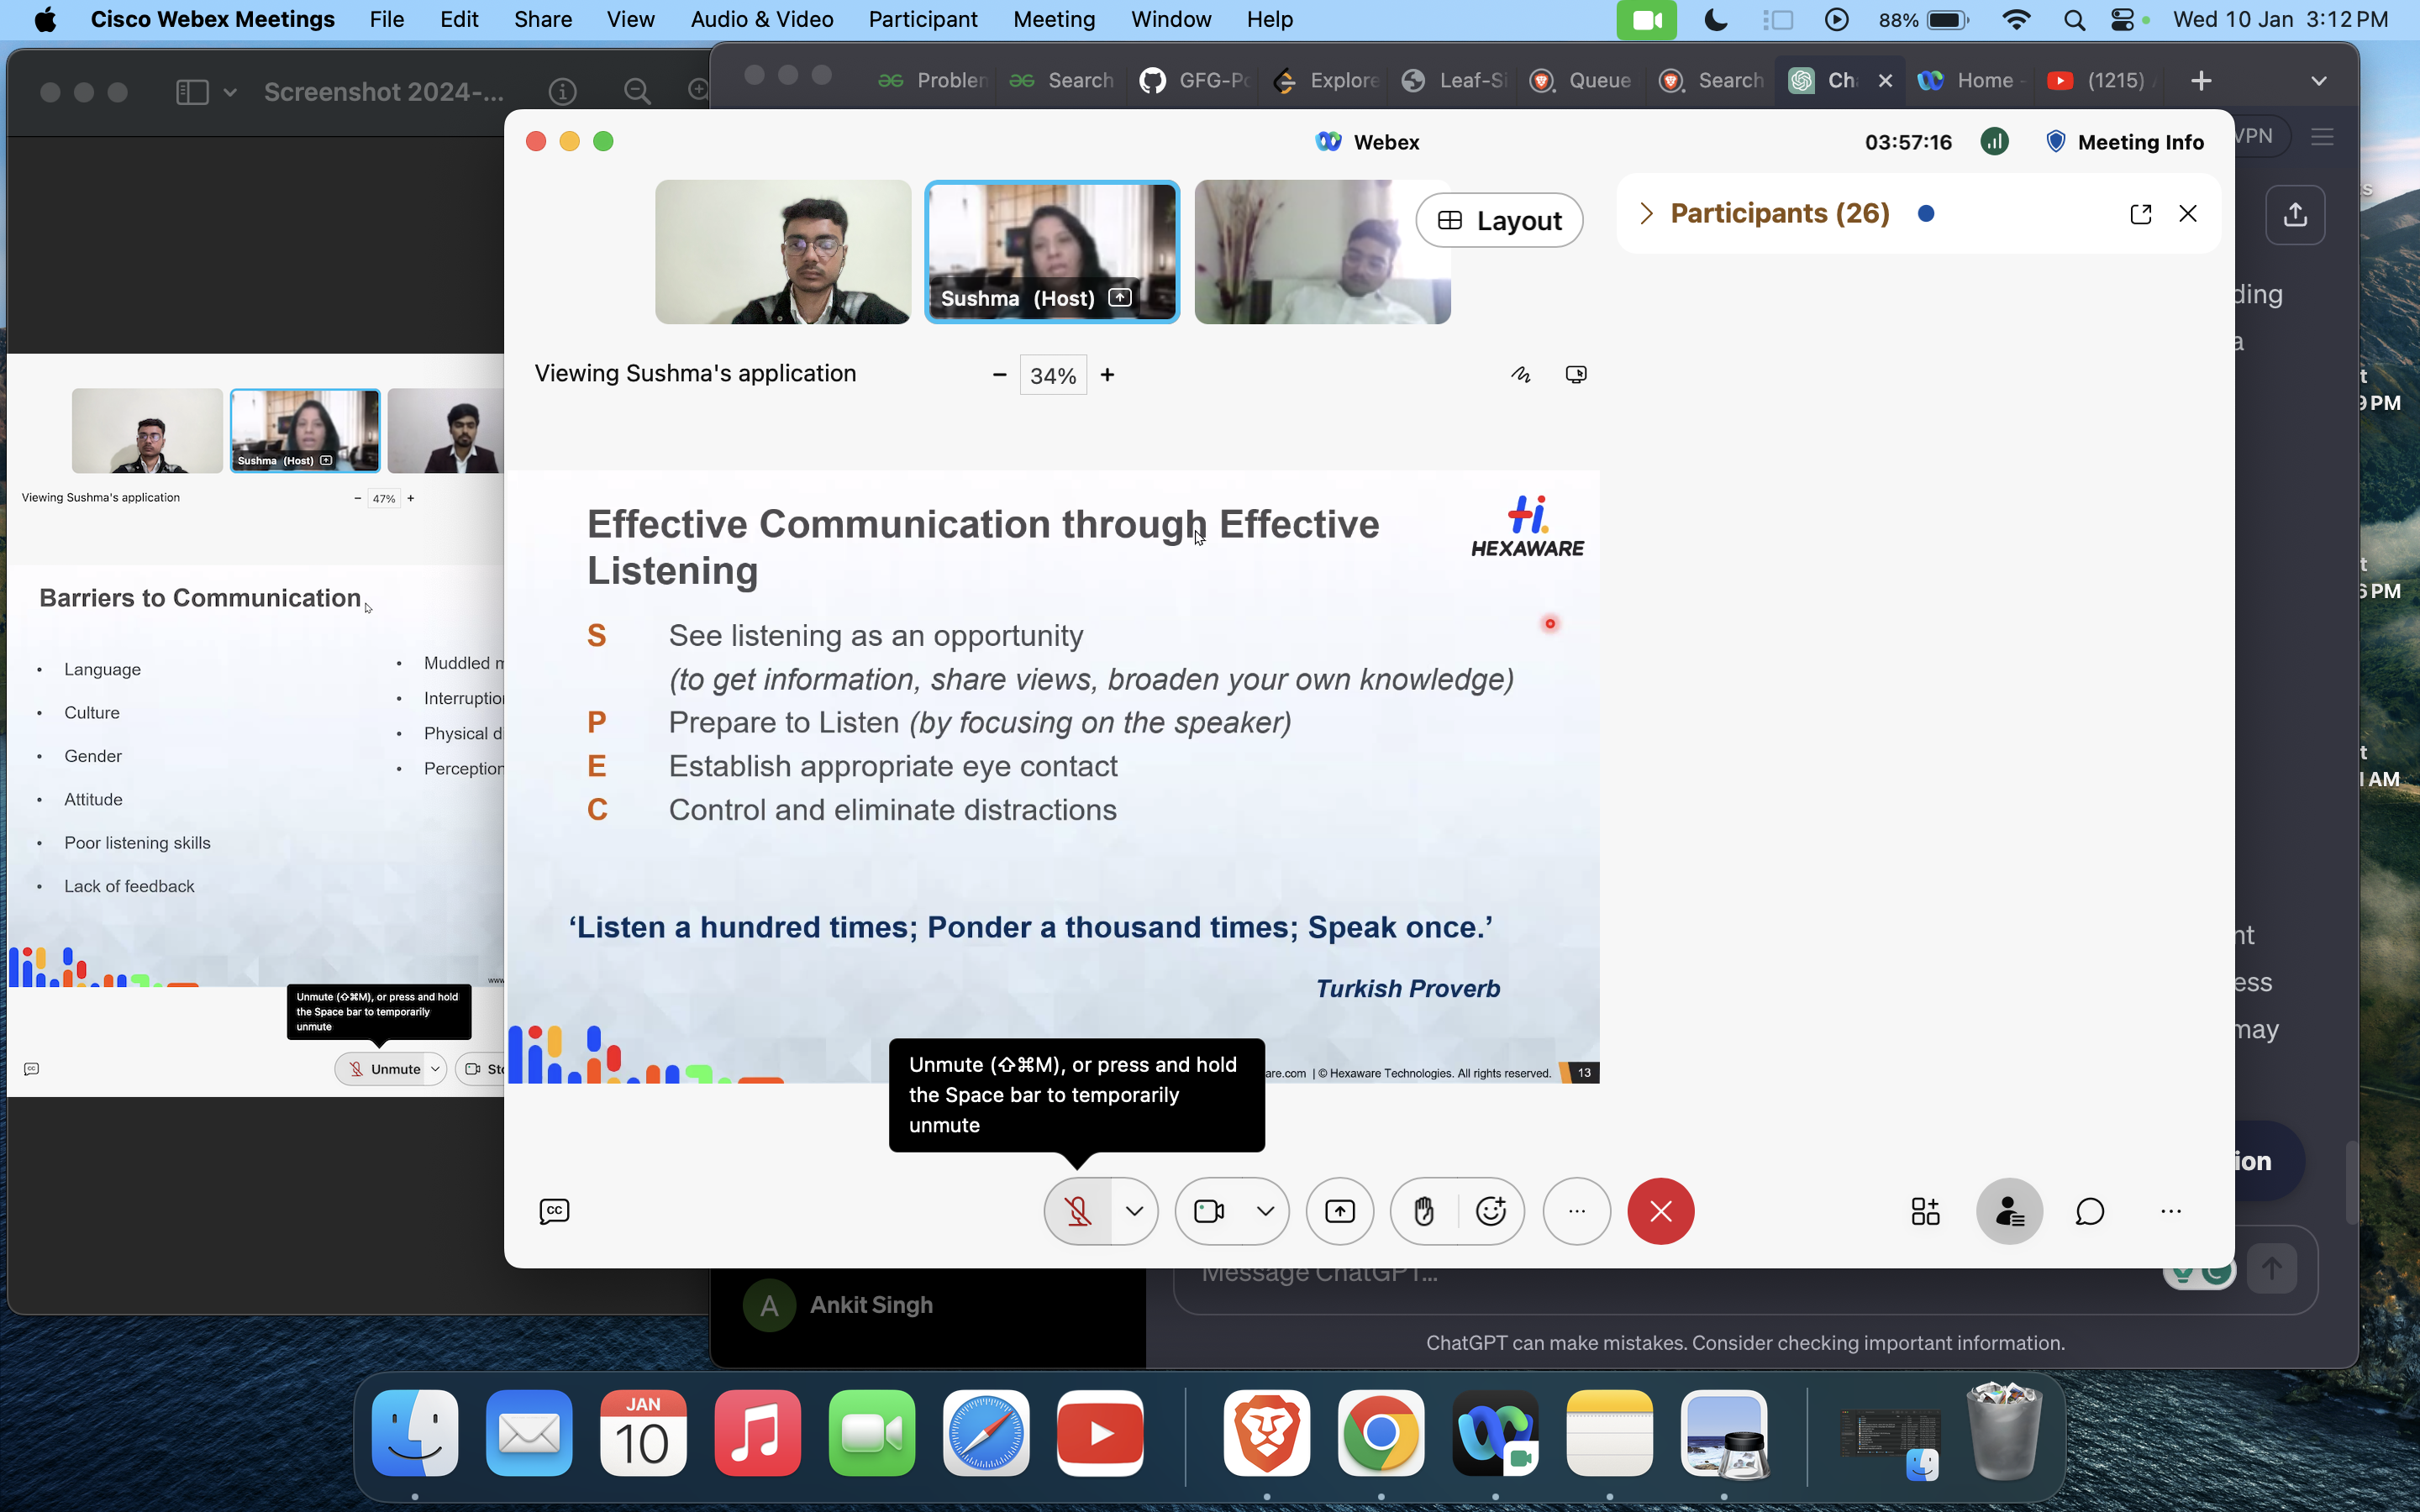 Cisco Webex Meetings File Edit Share View Audio & Video Participant Meeting Window Help 88% Wed 10 Jan 3:12 PM
Screenshot 2024-...
Problem Search GFG-Po Explore Leaf-Si Queue Search Ch Home - (1215)
VPN
Webex
03:57:16 Meeting Info
Sushma (Host)
Layout
Participants (26)
Viewing Sushma's application
34%
Effective Communication through Effective
Listening
HEXAWARE
S See listening as an opportunity
(to get information, share views, broaden your own knowledge)
P Prepare to Listen (by focusing on the speaker)
E Establish appropriate eye contact
C Control and eliminate distractions
‘Listen a hundred times; Ponder a thousand times; Speak once.’
Turkish Proverb
are.com | © Hexaware Technologies. All rights reserved. 13
Unmute (⇧⌘M), or press and hold
the Space bar to temporarily
unmute
CC
Sushma (Host)
Viewing Sushma's application
47%
Barriers to Communication
• Language
• Culture
• Gender
• Attitude
• Poor listening skills
• Lack of feedback
• Muddled m
• Interruptio
• Physical d
• Perception
www
Unmute (⇧⌘M), or press and hold
the Space bar to temporarily
unmute
CC
Unmute
Sto
ding
a
nt
ess
may
ion
9 PM
6 PM
1 AM
A Ankit Singh
Message ChatGPT...
ChatGPT can make mistakes. Consider checking important information.
JAN
10